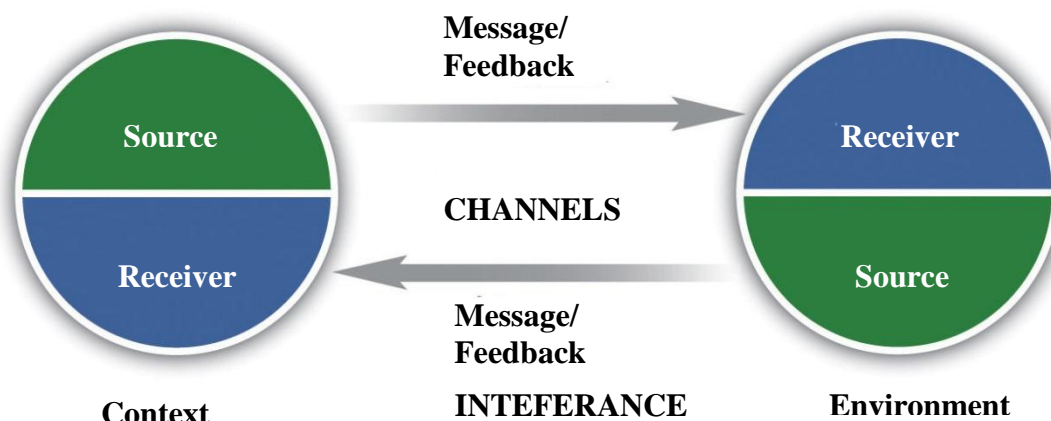 Message/
Feedback
Source
Receiver
CHANNELS
Receiver
Source
Message/
Feedback
INTEFERANCE
Context
Environment